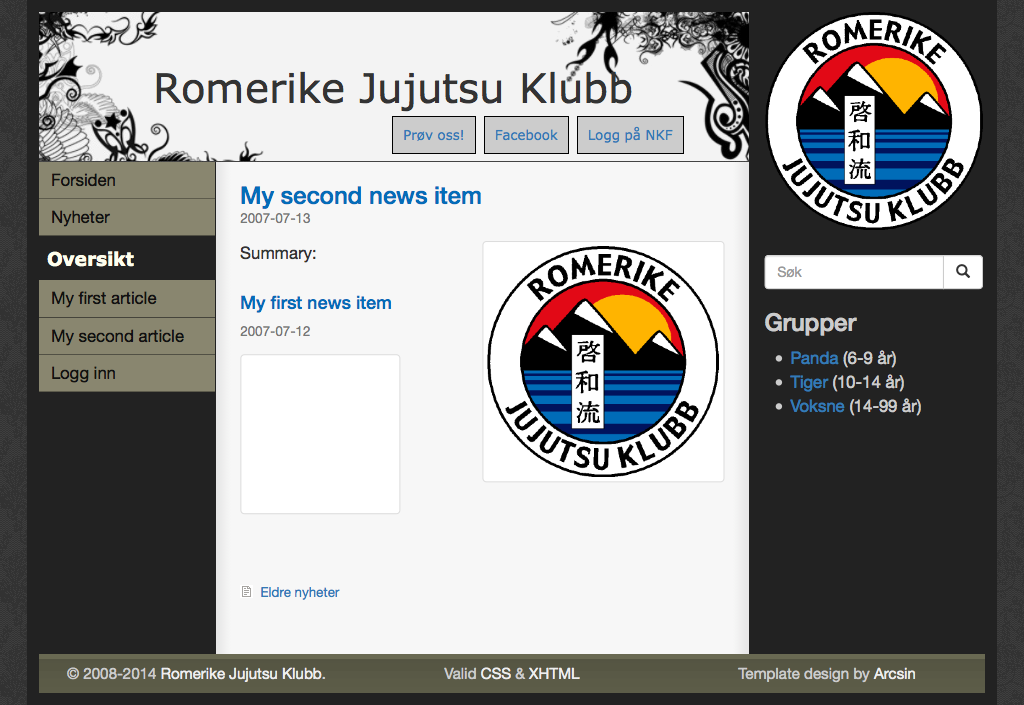 Romerike Jujutsu Klubb
Prøv oss!
Facebook
Logg på NKF
ROMERIKE
啓和流
JUJUTSU KLUBB
Forsiden
Nyheter
Oversikt
My first article
My second article
Logg inn
My second news item
2007-07-13
Summary:
My first news item
2007-07-12
ROMERIKE
啓和流
JUJUTSU KLUBB
Eldre nyheter
Søk
Grupper
Panda (6-9 år)
Tiger (10-14 år)
Voksne (14-99 år)
© 2008-2014 Romerike Jujutsu Klubb.
Valid CSS & XHTML
Template design by Arcsin